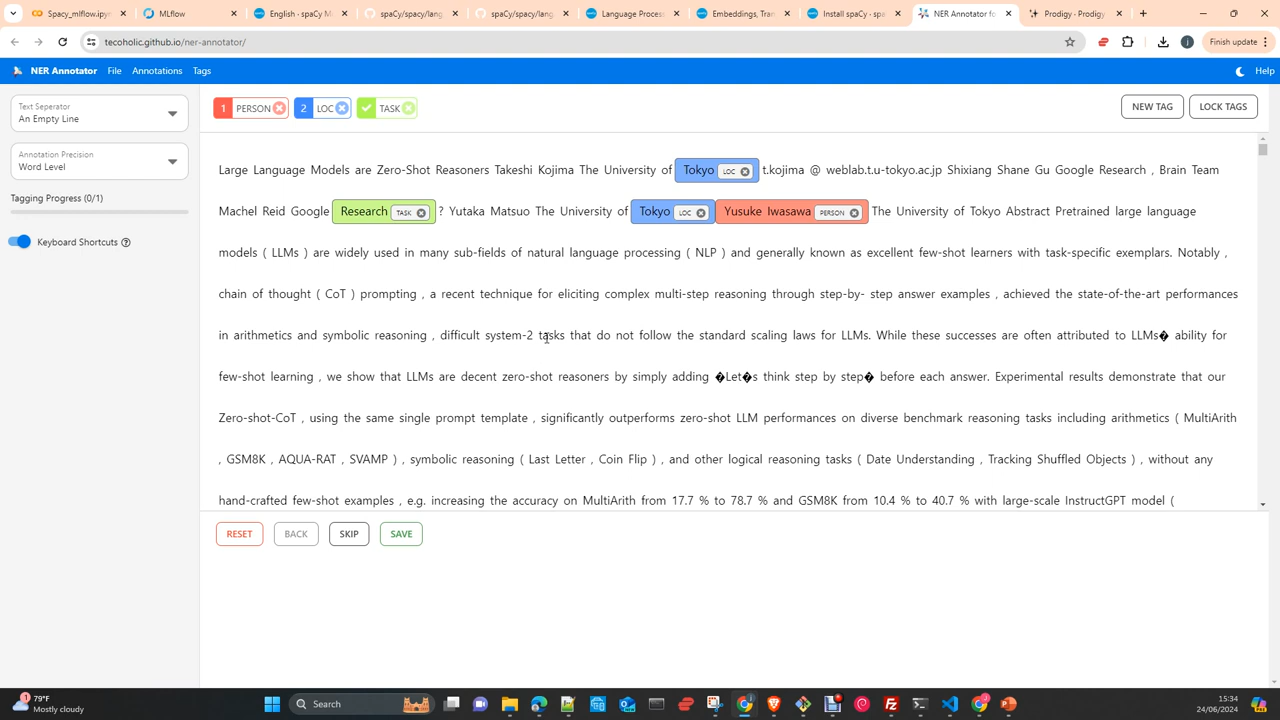 Spacy_mlflow.ipyn
MLflow
English · spaCy M
spaCy/spacy/lang
spaCy/spacy/lang
Language Process
Embeddings, Tran
Install spaCy · spa
NER Annotator fo
Prodigy · Prodigy
tecoholic.github.io/ner-annotator/
Finish update
NER Annotator File Annotations Tags
Help
Text Seperator
An Empty Line
Annotation Precision
Word Level
Tagging Progress (0/1)
Keyboard Shortcuts
1 PERSON 2 LOC TASK
NEW TAG LOCK TAGS
Large Language Models are Zero-Shot Reasoners Takeshi Kojima The University of Tokyo LOC t.kojima @ weblab.t.u-tokyo.ac.jp Shixiang Shane Gu Google Research , Brain Team
Machel Reid Google Research TASK ? Yutaka Matsuo The University of Tokyo LOC Yusuke Iwasawa PERSON The University of Tokyo Abstract Pretrained large language
models ( LLMs ) are widely used in many sub-fields of natural language processing ( NLP ) and generally known as excellent few-shot learners with task-specific exemplars. Notably ,
chain of thought ( CoT ) prompting , a recent technique for eliciting complex multi-step reasoning through step-by- step answer examples , achieved the state-of-the-art performances
in arithmetics and symbolic reasoning , difficult system-2 tasks that do not follow the standard scaling laws for LLMs. While these successes are often attributed to LLMs� ability for
few-shot learning , we show that LLMs are decent zero-shot reasoners by simply adding �Let�s think step by step� before each answer. Experimental results demonstrate that our
Zero-shot-CoT , using the same single prompt template , significantly outperforms zero-shot LLM performances on diverse benchmark reasoning tasks including arithmetics ( MultiArith
, GSM8K , AQUA-RAT , SVAMP ) , symbolic reasoning ( Last Letter , Coin Flip ) , and other logical reasoning tasks ( Date Understanding , Tracking Shuffled Objects ) , without any
hand-crafted few-shot examples , e.g. increasing the accuracy on MultiArith from 17.7 % to 78.7 % and GSM8K from 10.4 % to 40.7 % with large-scale InstructGPT model (
RESET BACK SKIP SAVE
1
79°F
Mostly cloudy
Search
15:34
24/06/2024